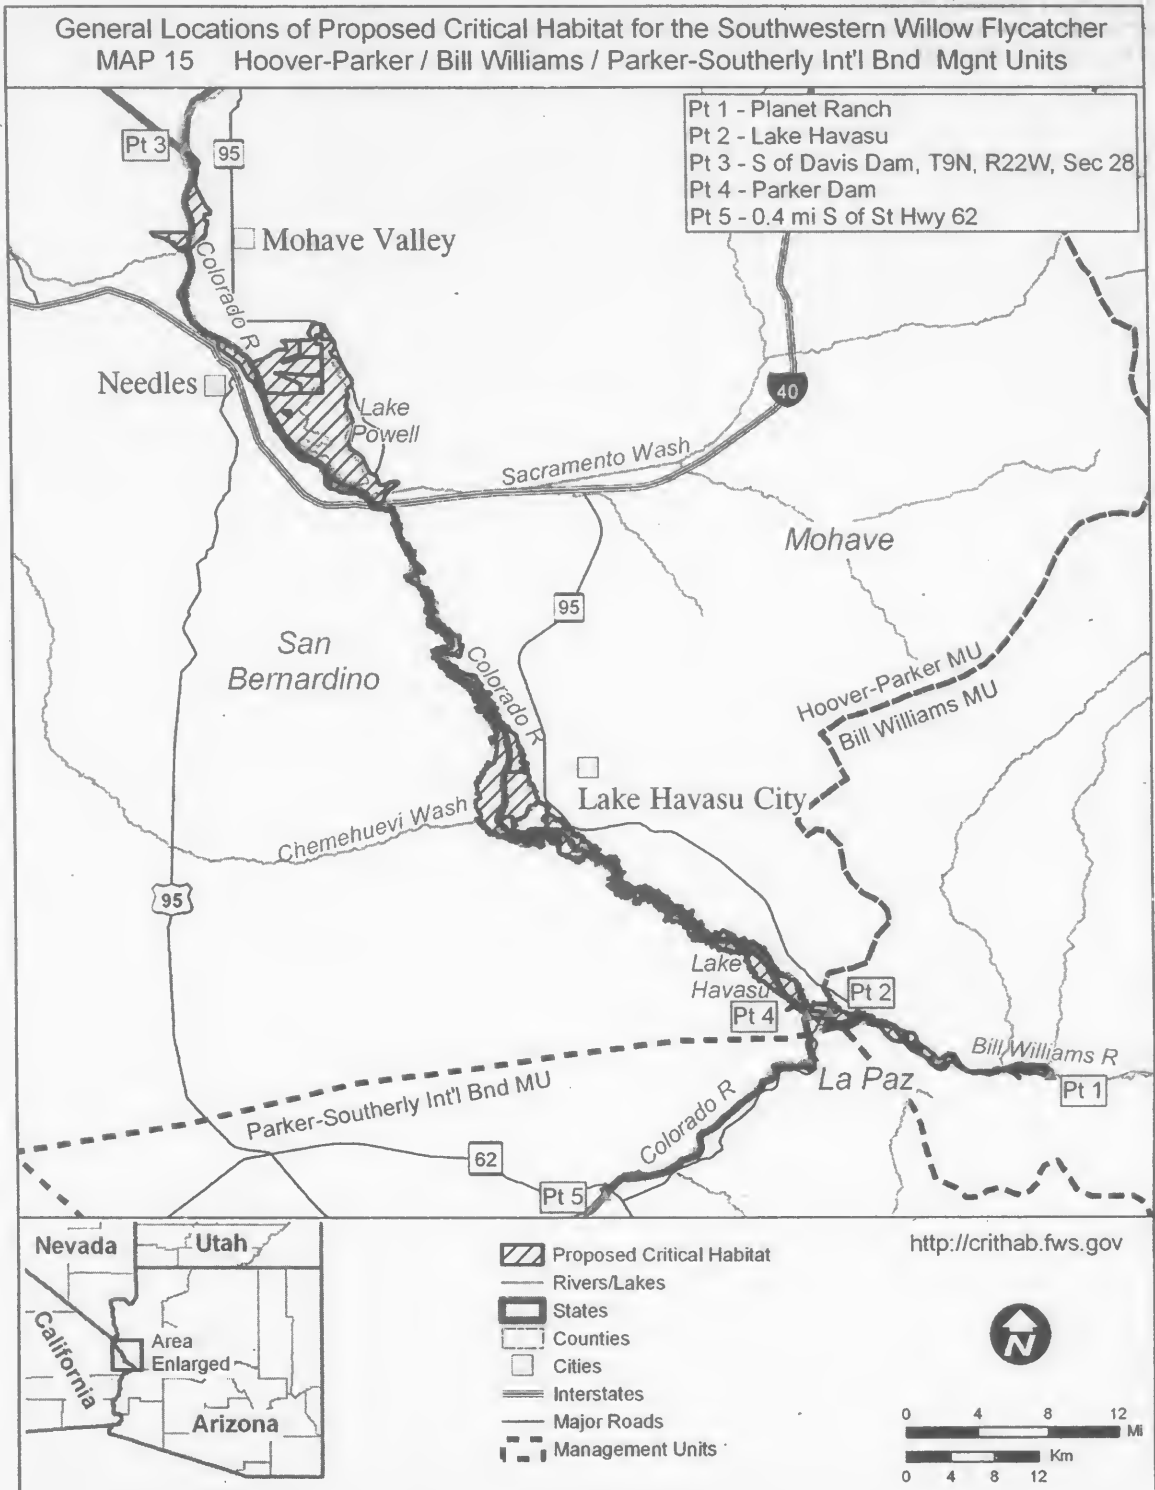 General Locations of Proposed Critical Habitat for the Southwestern Willow Flycatcher
MAP 15 Hoover-Parker / Bill Williams / Parker-Southerly Int'l Bnd Mgnt Units
Pt 1 - Planet Ranch
Pt 2 - Lake Havasu
Pt 3 - S of Davis Dam, T9N, R22W, Sec 28
Pt 4 - Parker Dam
Pt 5 - 0.4 mi S of St Hwy 62
Pt 3
95
Mohave Valley
Colorado R
Needles
Lake
Powell
40
Sacramento Wash
Mohave
95
San
Bernardino
Colorado R
Hoover-Parker MU
Bill Williams MU
Lake Havasu City
Chemehuevi Wash
95
Lake
Havasu
Pt 2
Pt 4
Bill Williams R
La Paz
Pt 1
Parker-Southerly Int'l Bnd MU
Colorado R
62
Pt 5
Nevada
Utah
California
Area
Enlarged
Arizona
Proposed Critical Habitat
Rivers/Lakes
States
Counties
Cities
Interstates
Major Roads
Management Units
http://crithab.fws.gov
N
0 4 8 12
Mi
Km
0 4 8 12